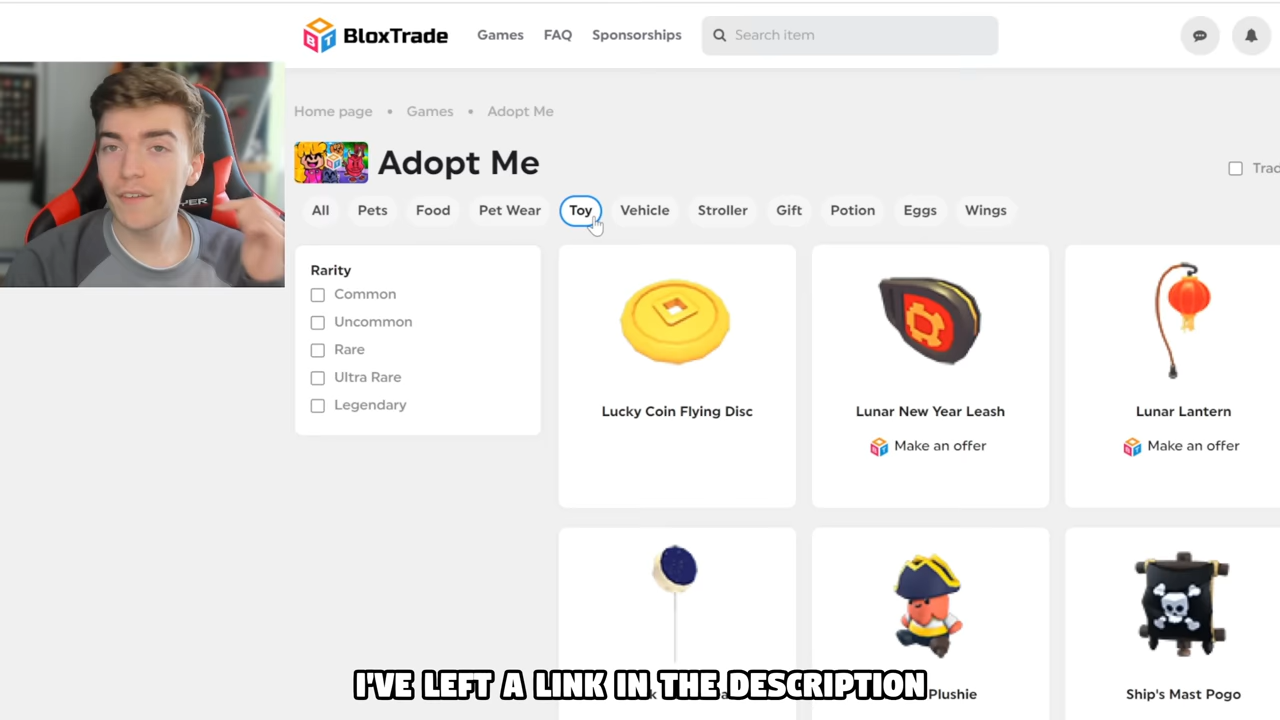 BloxTrade
Games
FAQ
Sponsorships
Search item
Home page • Games • Adopt Me
Adopt Me
All
Pets
Food
Pet Wear
Toy
Vehicle
Stroller
Gift
Potion
Eggs
Wings
Rarity
Common
Uncommon
Rare
Ultra Rare
Legendary
Lucky Coin Flying Disc
Lunar New Year Leash
Make an offer
Lunar Lantern
Make an offer
Plushie
Ship's Mast Pogo
I'VE LEFT A LINK IN THE DESCRIPTION